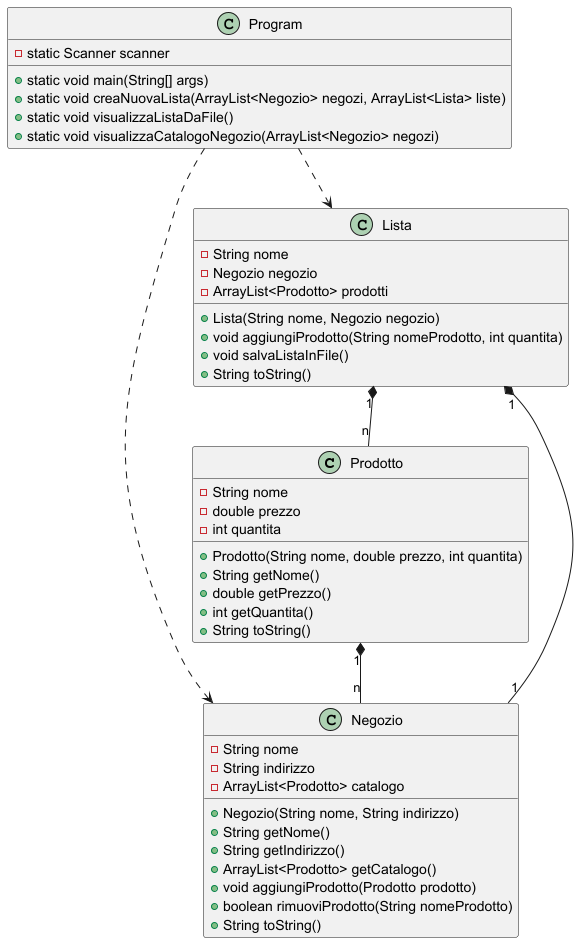 C Program
static Scanner scanner
static void main(String[] args)
static void creaNuovaLista(ArrayList<Negozio> negozi, ArrayList<Lista> liste)
static void visualizzaListaDaFile()
static void visualizzaCatalogoNegozio(ArrayList<Negozio> negozi)
C Lista
String nome
Negozio negozio
ArrayList<Prodotto> prodotti
Lista(String nome, Negozio negozio)
void aggiungiProdotto(String nomeProdotto, int quantita)
void salvaListaInFile()
String toString()
1
1
n
C Prodotto
String nome
double prezzo
int quantita
Prodotto(String nome, double prezzo, int quantita)
String getNome()
double getPrezzo()
int getQuantita()
String toString()
1
n
1
C Negozio
String nome
String indirizzo
ArrayList<Prodotto> catalogo
Negozio(String nome, String indirizzo)
String getNome()
String getIndirizzo()
ArrayList<Prodotto> getCatalogo()
void aggiungiProdotto(Prodotto prodotto)
boolean rimuoviProdotto(String nomeProdotto)
String toString()